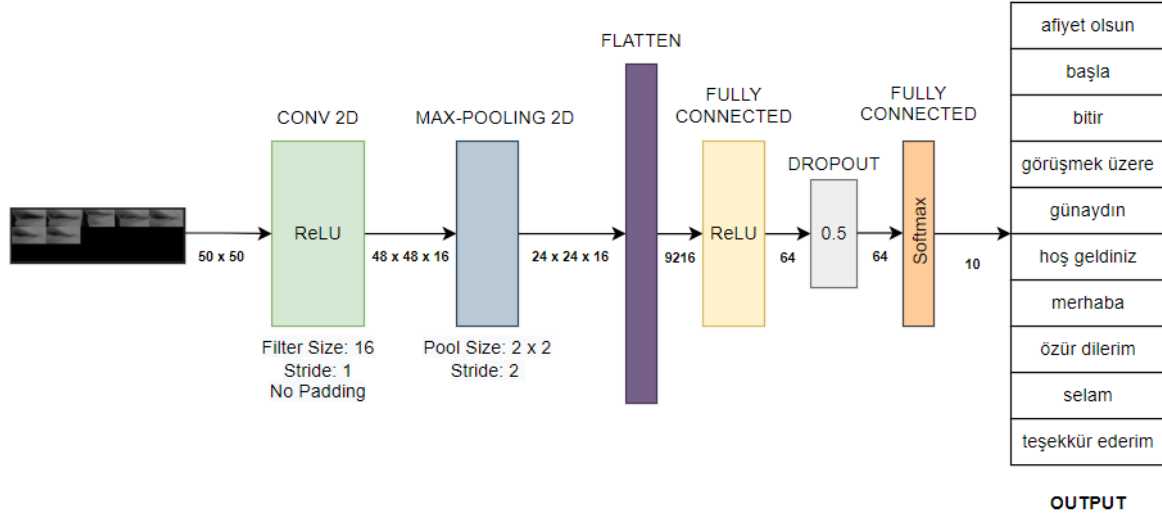 50 x 50
CONV 2D
ReLU
Filter Size: 16
Stride: 1
No Padding
48 x 48 x 16
MAX-POOLING 2D
Pool Size: 2 x 2
Stride: 2
24 x 24 x 16
FLATTEN
9216
FULLY
CONNECTED
ReLU
64
DROPOUT
0.5
64
FULLY
CONNECTED
Softmax
10
afiyet olsun
başla
bitir
görüşmek üzere
günaydın
hoş geldiniz
merhaba
özür dilerim
selam
teşekkür ederim
OUTPUT